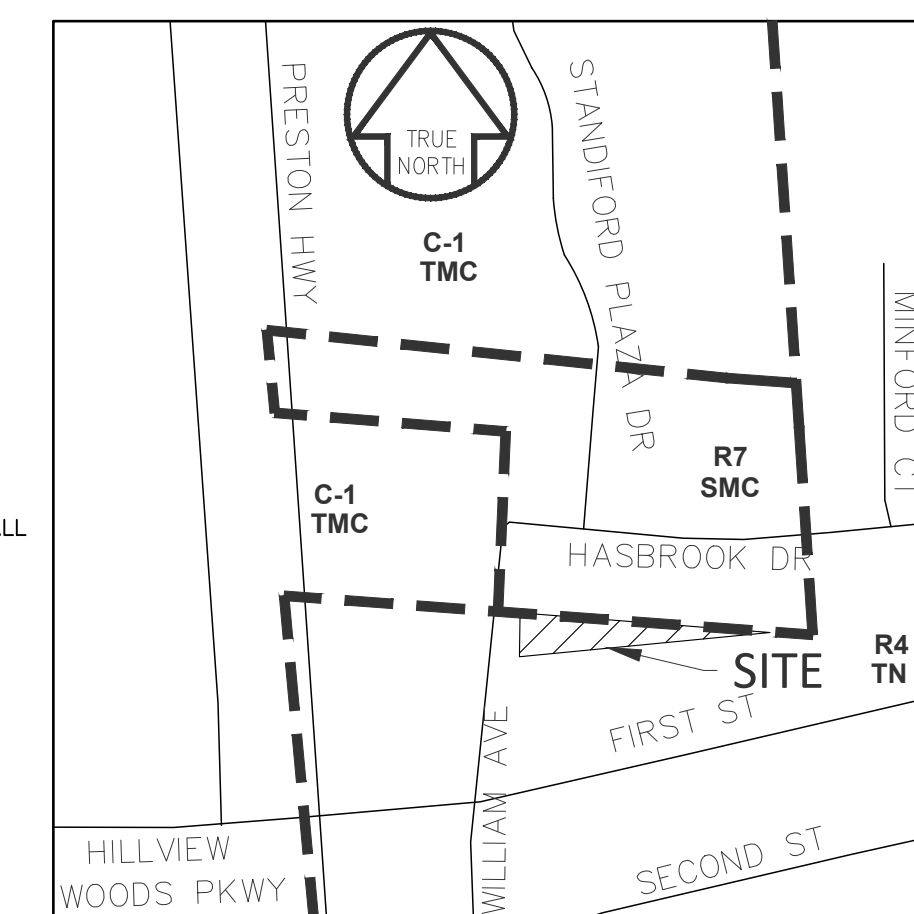 PRESTON HWY
TRUE
NORTH
STANDIFORD PLAZA DR
C-1
TMC
MINFORD CT
R7
SMC
C-1
TMC
HASBROOK DR
R4
TN
SITE
FIRST ST
WILLIAM AVE
HILLVIEW
WOODS PKWY
SECOND ST